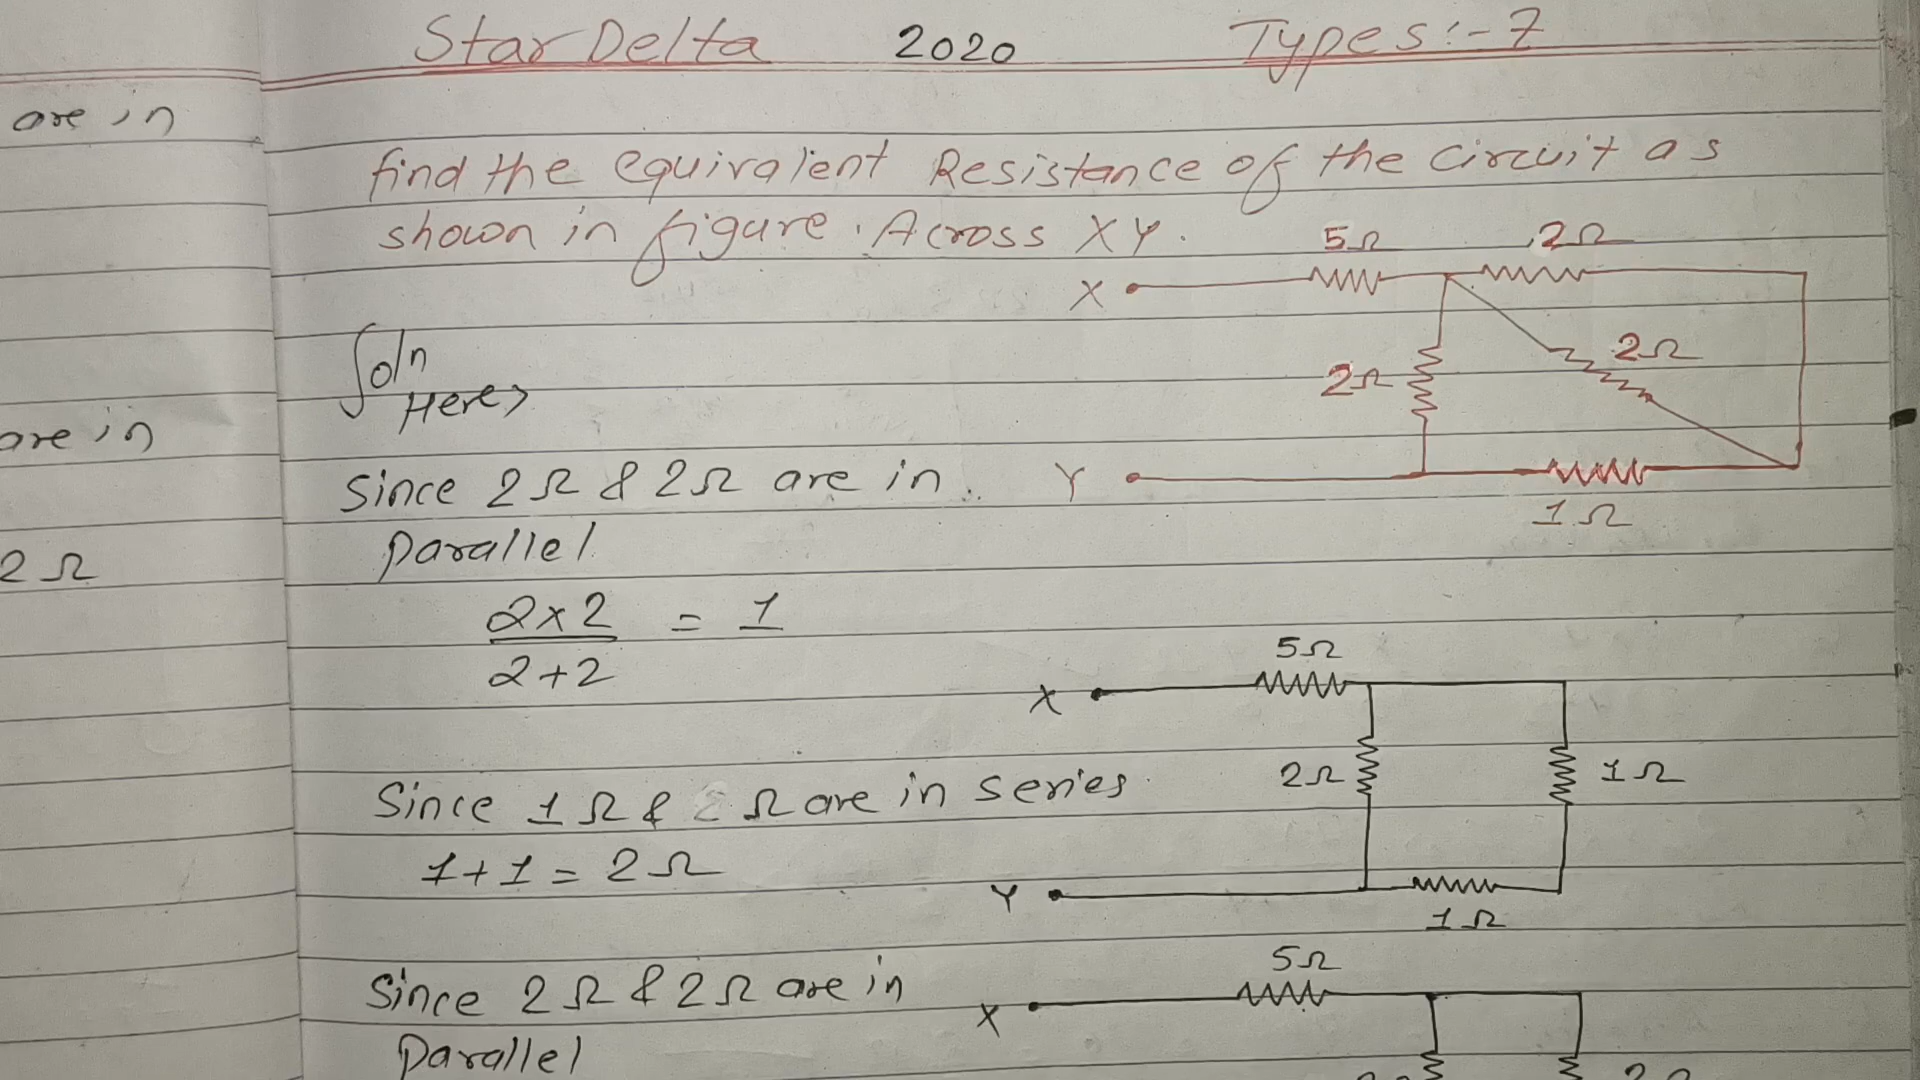 Star Delta 2020 Types:-7
are in
find the equivalent Resistance of the circuit as
shown in figure. Across XY.
5Ω 2Ω
X
Soln
Here,
2Ω
2Ω
are in
Since 2Ω & 2Ω are in
Y
1Ω
Parallel
2Ω
2x2 = 1
2+2
5Ω
X
Since 1Ω & Ω are in series
2Ω 1Ω
1+1 = 2Ω
Y
1Ω
5Ω
Since 2Ω & 2Ω are in
X
Parallel